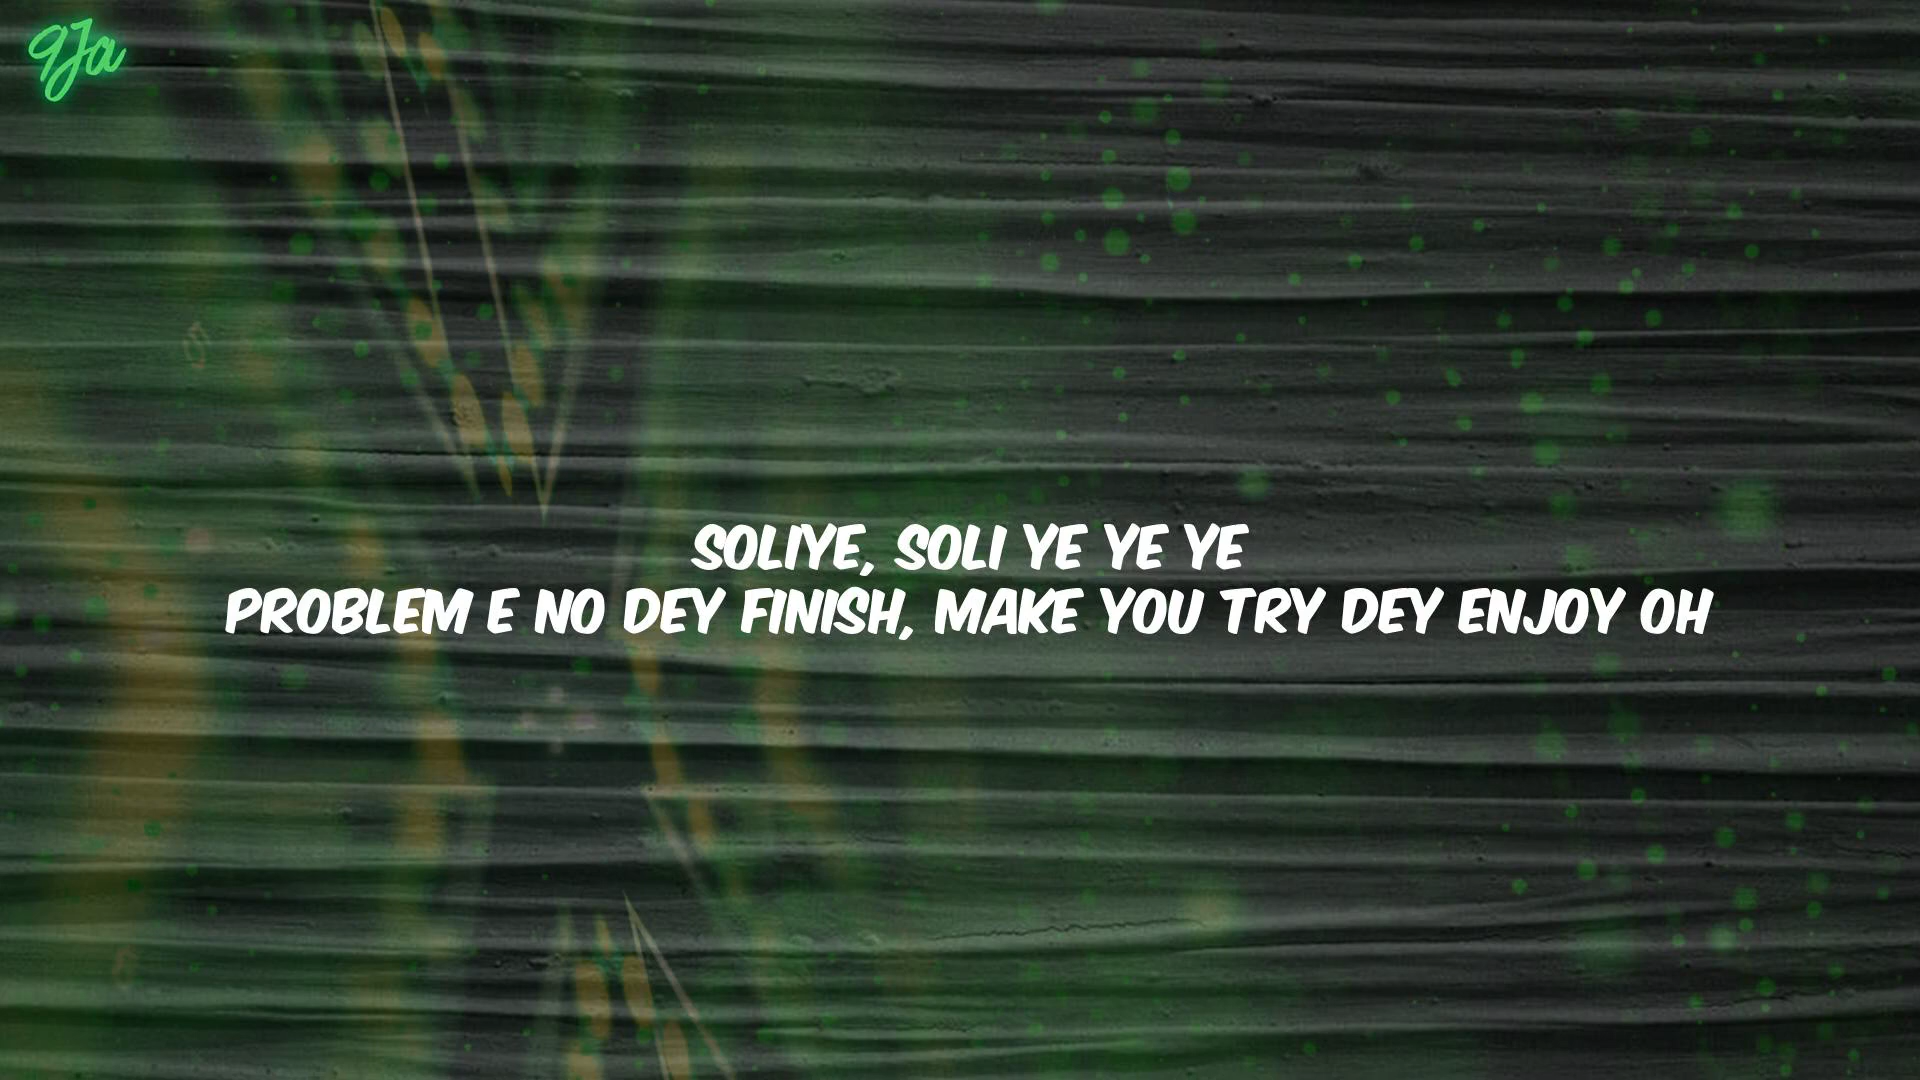 9Ja
SOLIYE, SOLI YE YE YE
PROBLEM E NO DEY FINISH, MAKE YOU TRY DEY ENJOY OH